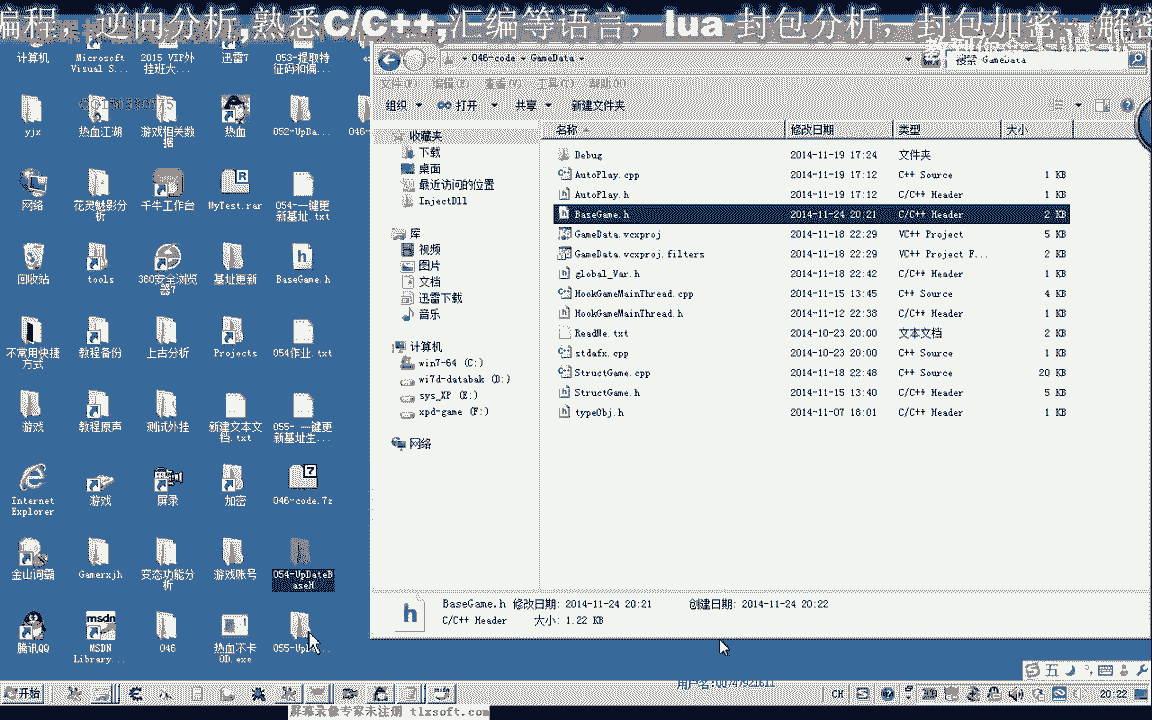 编程，逆向分析,熟悉C/C++,汇编等语言，lua 封包分析，封包加密，解密
计算机
Microsoft Visual S...
2015 VIP外挂班大...
迅雷7
053-提取特征码和偏...
yjx
热血江湖
游戏相关数据
热血
052-UpDa...
046-
网络
花灵魅影分析
千牛工作台
MyTest.rar
054-一键更新基址.txt
回收站
tools
360安全浏览器7
基址更新
BaseGame.h
不常用快捷方式
教程备份
上古分析
Projects
054作业.txt
游戏
教程原声
测试外挂
新建文本文档.txt
055- 一键更新基址生...
Internet Explorer
游戏
屏录
加密
046-code.7z
金山词霸
Gamerxjh
变态功能分析
游戏账号
054-UpDateBaseH
腾讯QQ
MSDN Library...
046
热血不卡OD.exe
055-UpD...
046-code
GameData
搜索 GameData
文件(F) 编辑(E) 查看(V) 工具(T) 帮助(H)
组织 打开 共享 新建文件夹
收藏夹
下载
桌面
最近访问的位置
InjectDll
库
视频
图片
文档
迅雷下载
音乐
计算机
win7-64 (C:)
wi7d-databak (D:)
sys_XP (E:)
xpd-game (F:)
网络
名称 修改日期 类型 大小
Debug 2014-11-19 17:24 文件夹
AutoPlay.cpp 2014-11-19 17:12 C++ Source 1 KB
AutoPlay.h 2014-11-19 17:12 C/C++ Header 1 KB
BaseGame.h 2014-11-24 20:21 C/C++ Header 2 KB
GameData.vcxproj 2014-11-18 22:29 VC++ Project 5 KB
GameData.vcxproj.filters 2014-11-18 22:29 VC++ Project F... 2 KB
global_Var.h 2014-11-18 22:42 C/C++ Header 1 KB
HookGameMainThread.cpp 2014-11-15 13:45 C++ Source 4 KB
HookGameMainThread.h 2014-11-12 22:38 C/C++ Header 1 KB
ReadMe.txt 2014-10-23 20:00 文本文档 2 KB
stdafx.cpp 2014-10-23 20:00 C++ Source 1 KB
StructGame.cpp 2014-11-18 22:48 C++ Source 20 KB
StructGame.h 2014-11-15 13:40 C/C++ Header 5 KB
typeObj.h 2014-11-07 18:01 C/C++ Header 1 KB
BaseGame.h 修改日期: 2014-11-24 20:21 创建日期: 2014-11-24 20:22
C/C++ Header 大小: 1.22 KB
五
开始
CH
20:22
屏幕录像专家未注册 tlxsoft.com